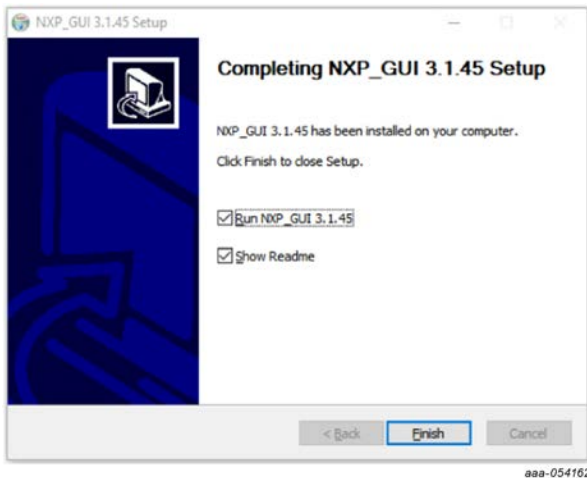 NXP_GUI 3.1.45 Setup
Completing NXP_GUI 3.1.45 Setup
NXP_GUI 3.1.45 has been installed on your computer.
Click Finish to close Setup.
Run NXP_GUI 3.1.45
Show Readme
< Back Finish Cancel
aaa-054162